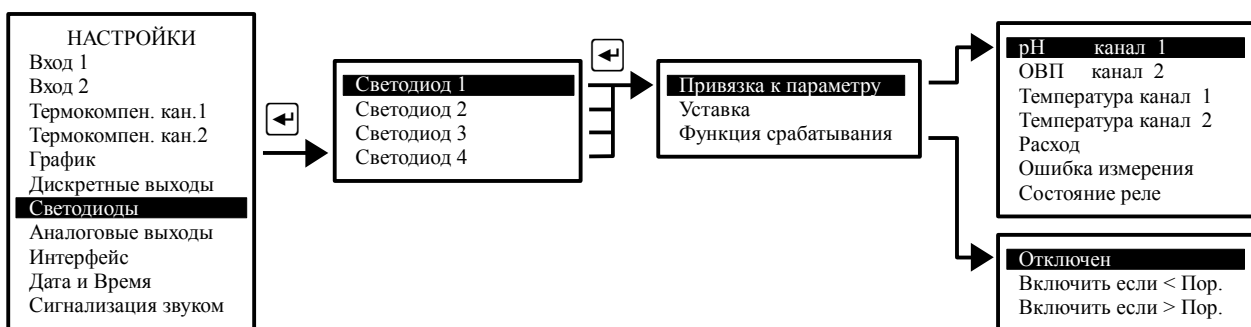 НАСТРОЙКИ
Вход 1
Вход 2
Термокомпен. кан.1
Термокомпен. кан.2
График
Дискретные выходы
Светодиоды
Аналоговые выходы
Интерфейс
Дата и Время
Сигнализация звуком
Светодиод 1
Светодиод 2
Светодиод 3
Светодиод 4
Привязка к параметру
Уставка
Функция срабатывания
pH канал 1
ОВП канал 2
Температура канал 1
Температура канал 2
Расход
Ошибка измерения
Состояние реле
Отключен
Включить если < Пор.
Включить если > Пор.